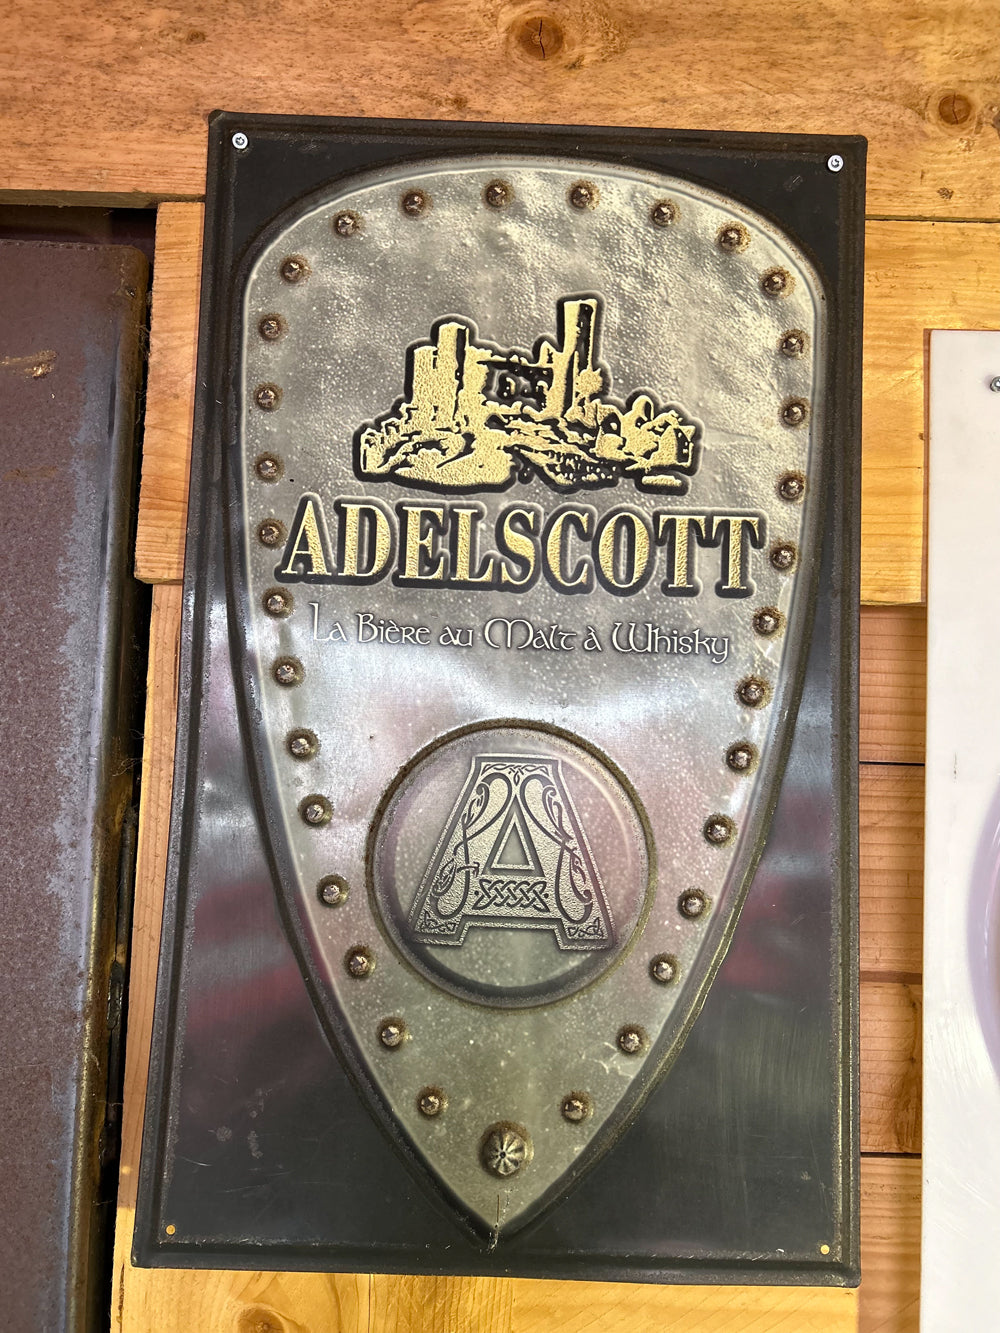 ADELSCOTT
La Bière au Malt à Whisky
A